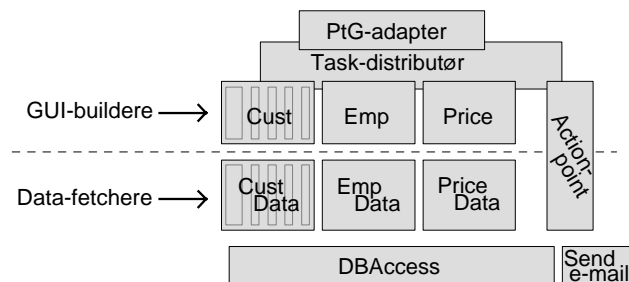 PtG-adapter
Task-distributør
GUI-buildere
Cust
Emp
Price
Action-
point
Data-fetchere
Cust
Data
Emp
Data
Price
Data
DBAccess
Send
e-mail